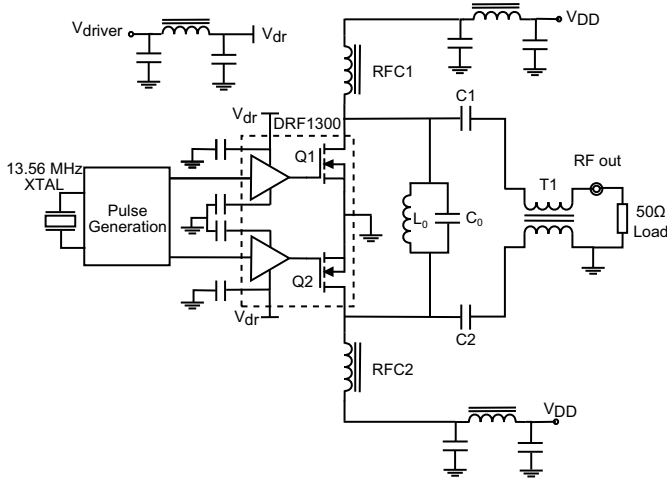 Vdriver
Vdr
VDD
RFC1
C1
Vdr
DRF1300
Q1
13.56 MHz
XTAL
RF out
T1
Pulse
Generation
L0
C0
50Ω
Load
Q2
Vdr
C2
RFC2
VDD